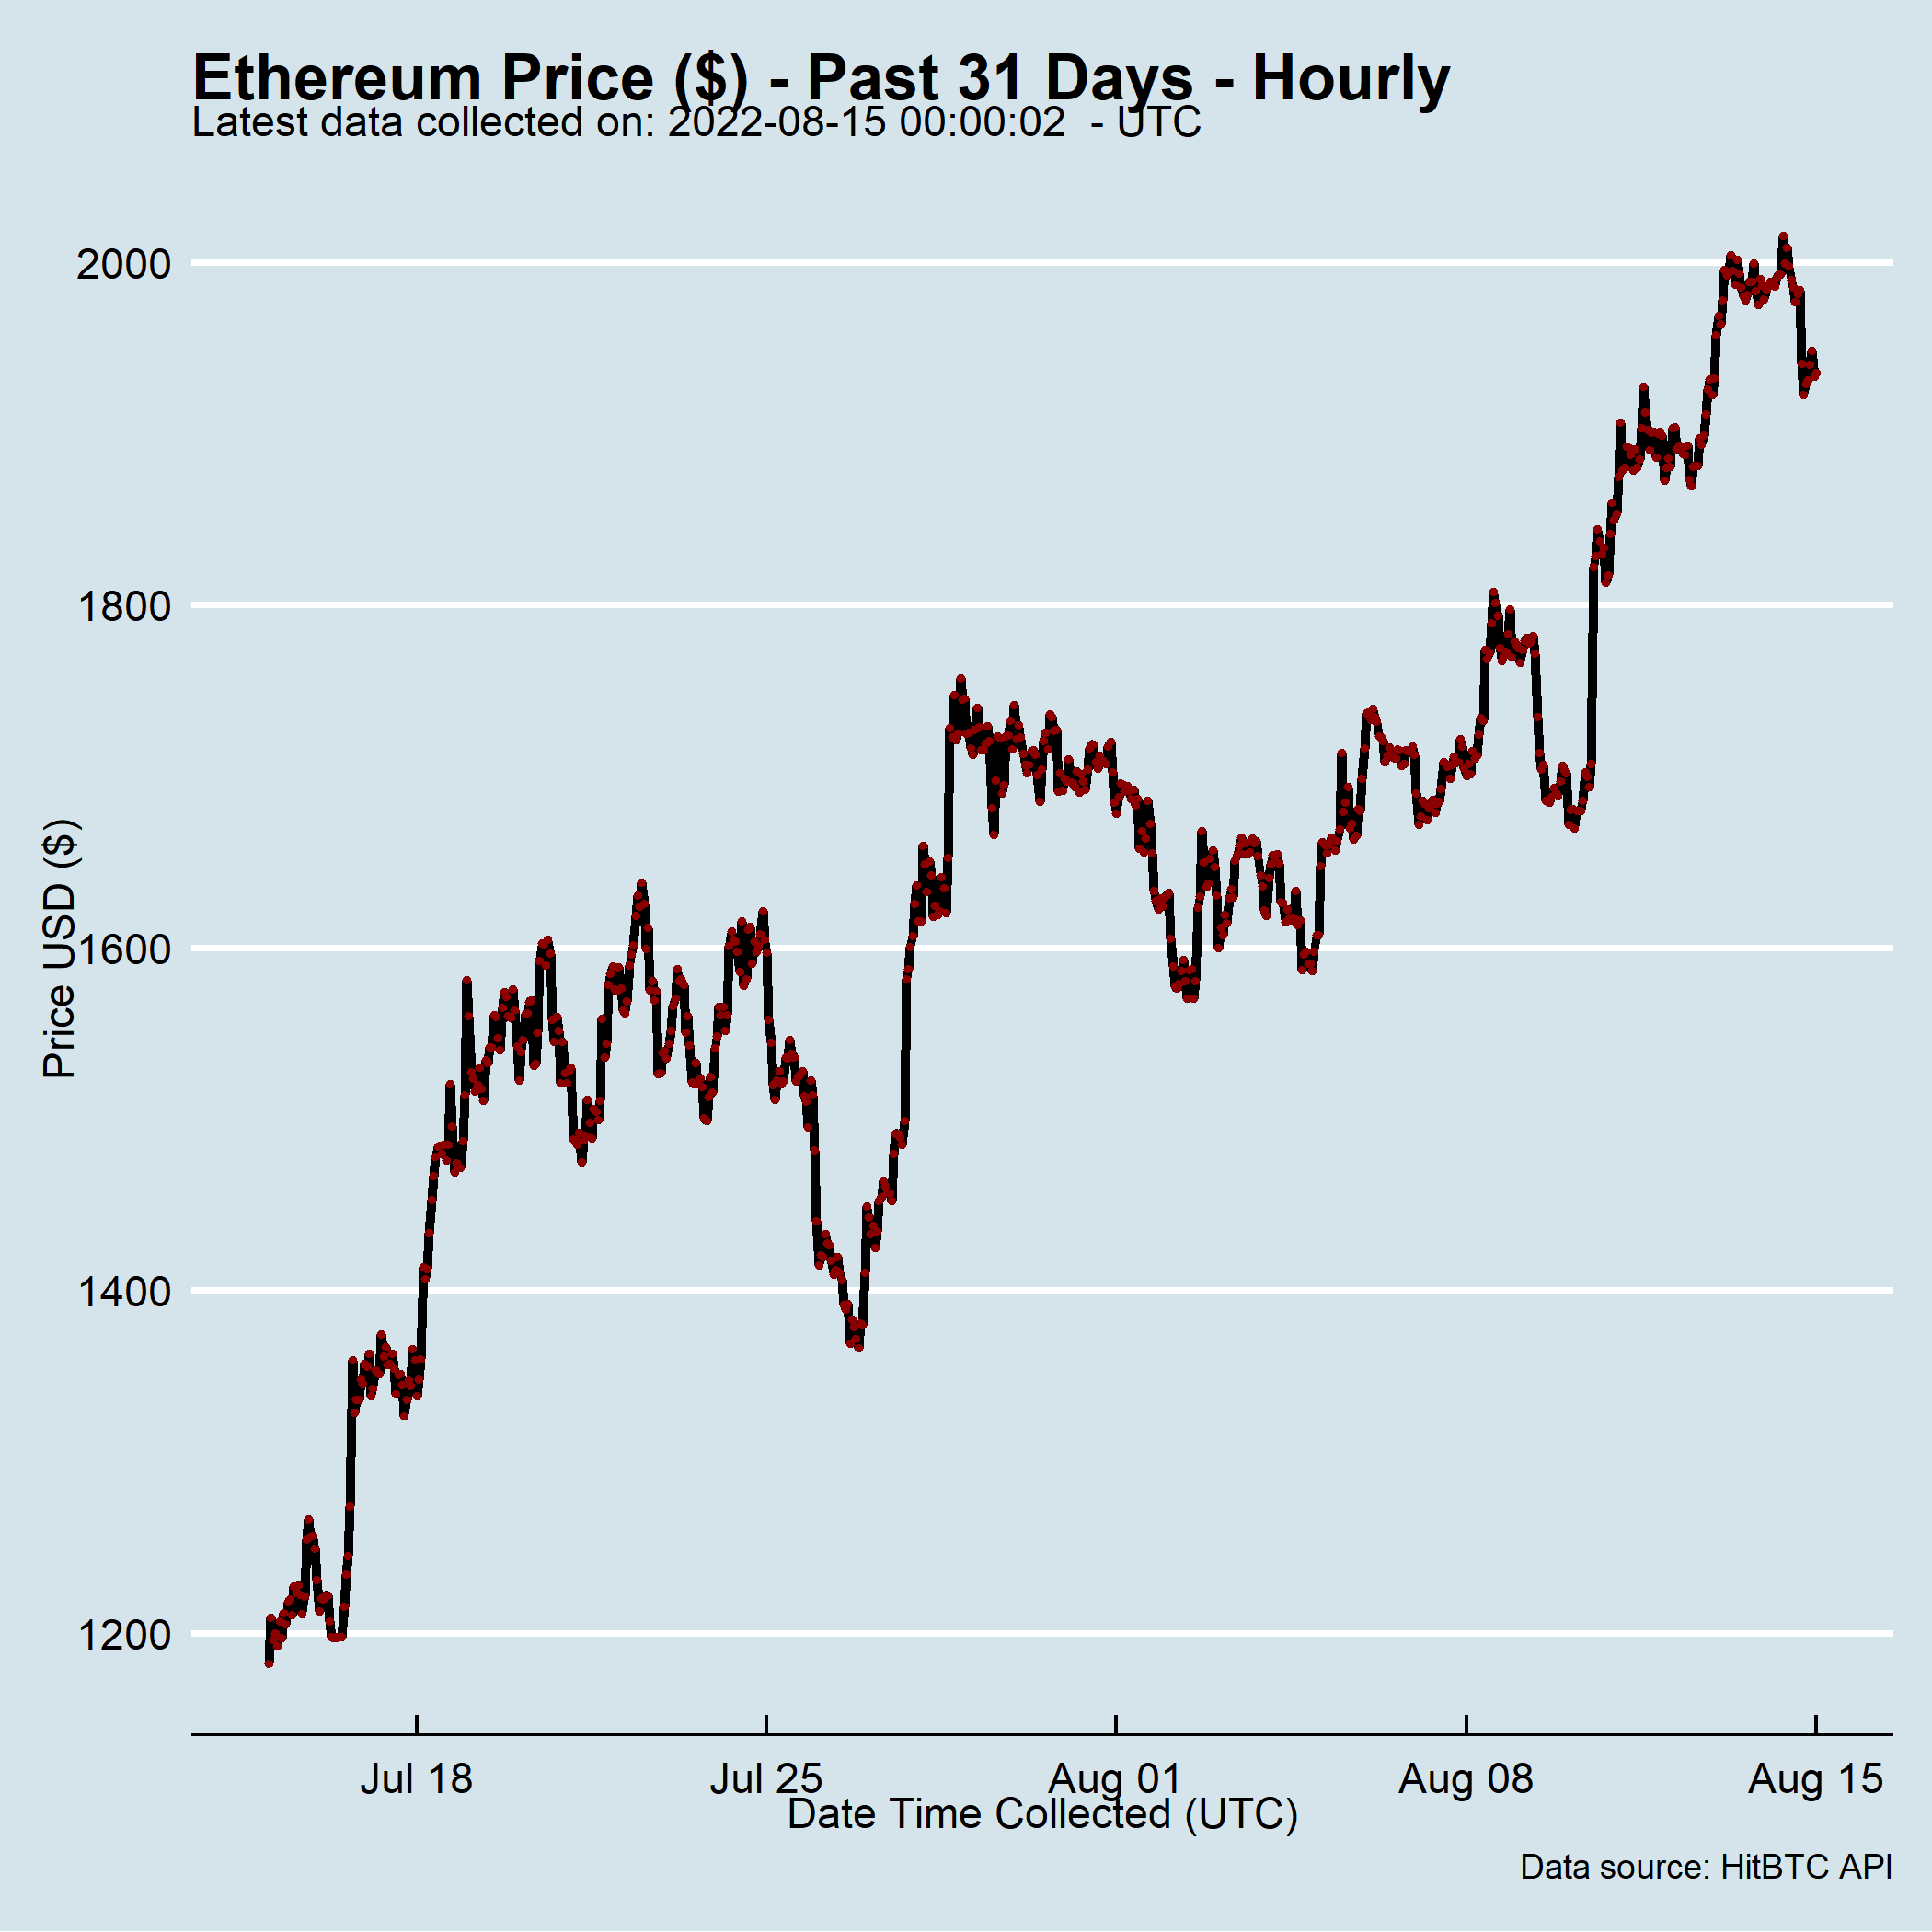 Ethereum Price ($) - Past 31 Days - Hourly
Latest data collected on: 2022-08-15 00:00:02  - UTC
Price USD ($)
2000
1800
1600
1400
1200
Jul 18
Jul 25
Aug 01
Aug 08
Aug 15
Date Time Collected (UTC)
Data source: HitBTC API